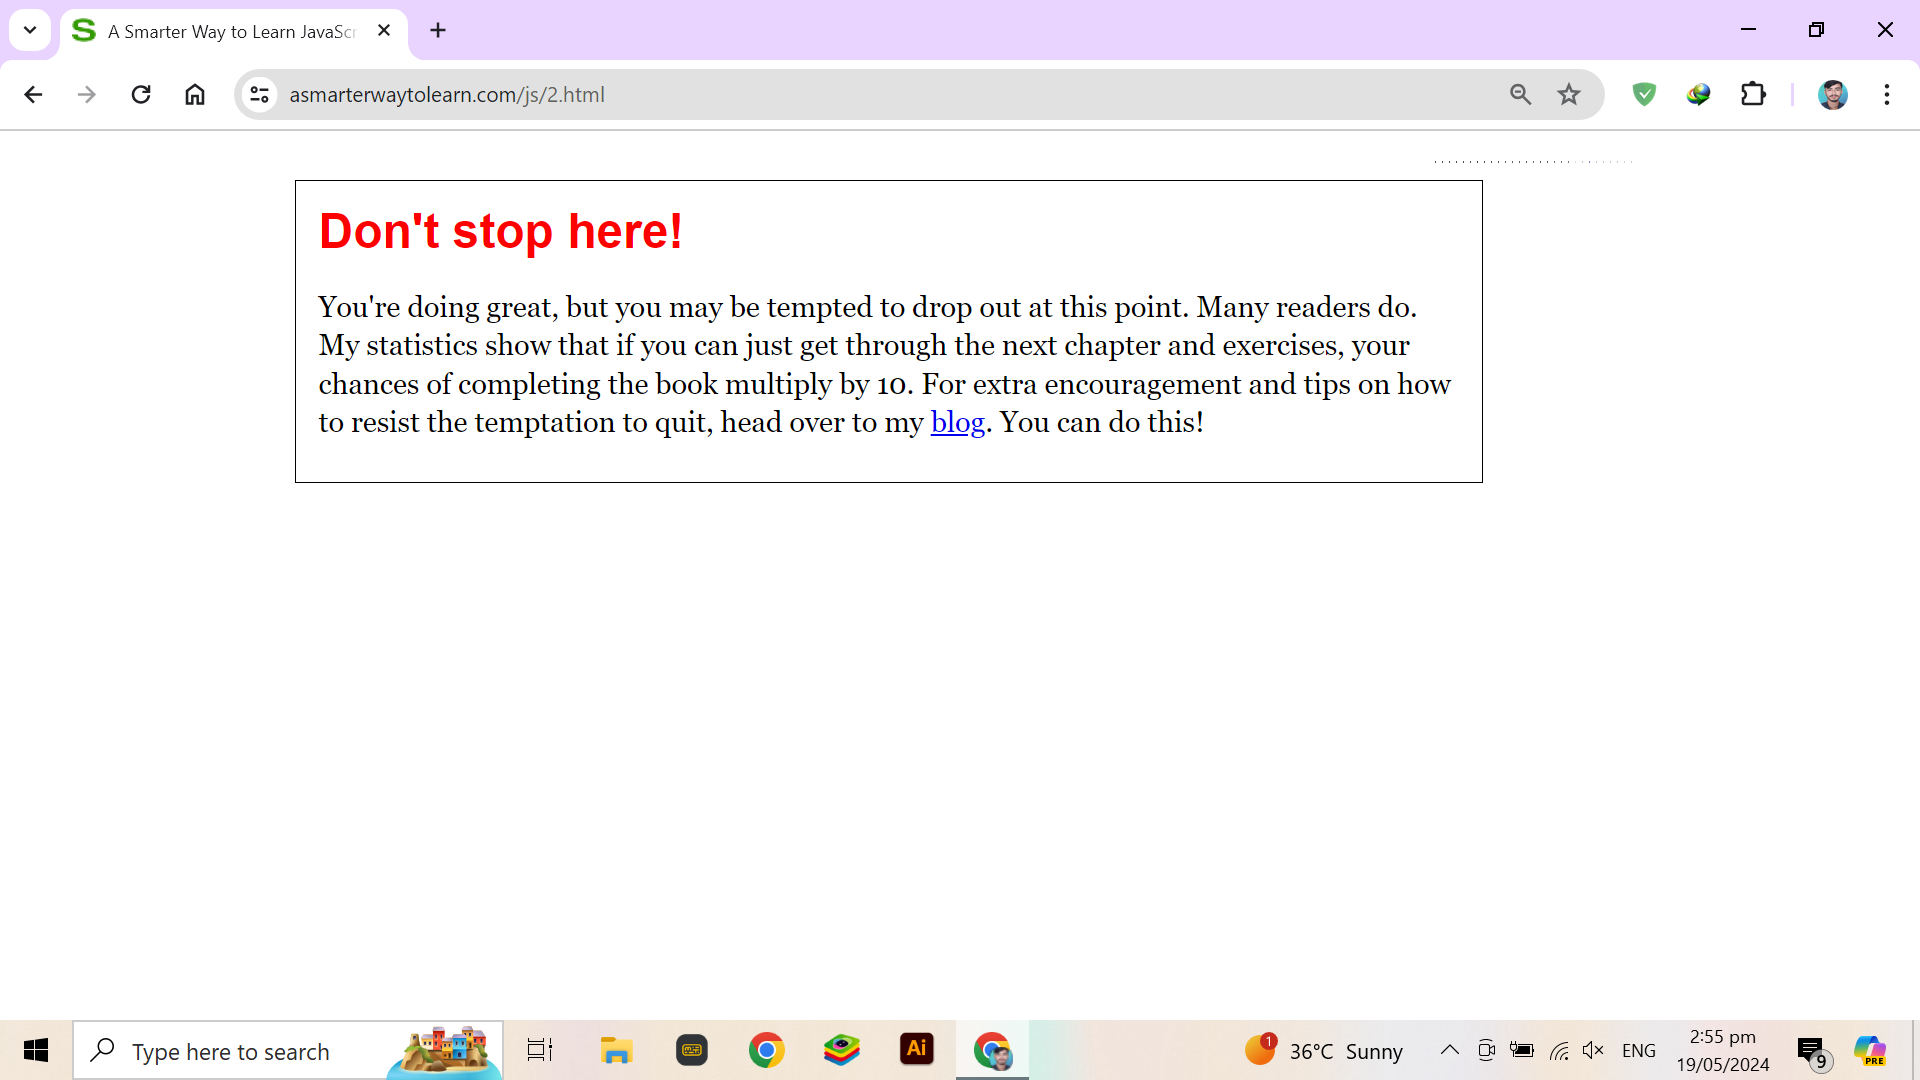 A Smarter Way to Learn JavaScr
asmarterwaytolearn.com/js/2.html
Don't stop here!
You're doing great, but you may be tempted to drop out at this point. Many readers do.
My statistics show that if you can just get through the next chapter and exercises, your
chances of completing the book multiply by 10. For extra encouragement and tips on how
to resist the temptation to quit, head over to my blog. You can do this!
Type here to search
Ai
1
36°C Sunny
ENG
2:55 pm
19/05/2024
9
PRE